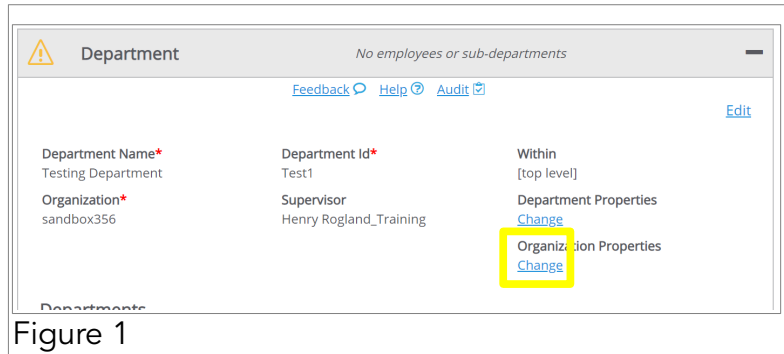 Department No employees or sub-departments
Feedback Help Audit
Edit
Department Name* Department Id* Within
Testing Department Test1 [top level]
Organization* Supervisor Department Properties
sandbox356 Henry Rogland_Training Change
Organization Properties
Change
Departments
Figure 1